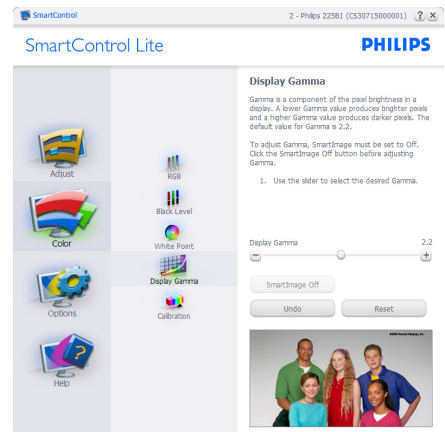 SmartControl
2 - Philips 225B1 (CS30715000001)
SmartControl Lite
PHILIPS
Adjust
Color
Options
Help
RGB
Black Level
White Point
Display Gamma
Calibration
Display Gamma
Gamma is a component of the pixel brightness in a
display. A lower Gamma value produces brighter pixels
and a higher Gamma value produces darker pixels. The
default value for Gamma is 2.2.
To adjust Gamma, SmartImage must be set to Off.
Click the SmartImage Off button before adjusting
Gamma.
1. Use the slider to select the desired Gamma.
Display Gamma 2.2
SmartImage Off
Undo Reset